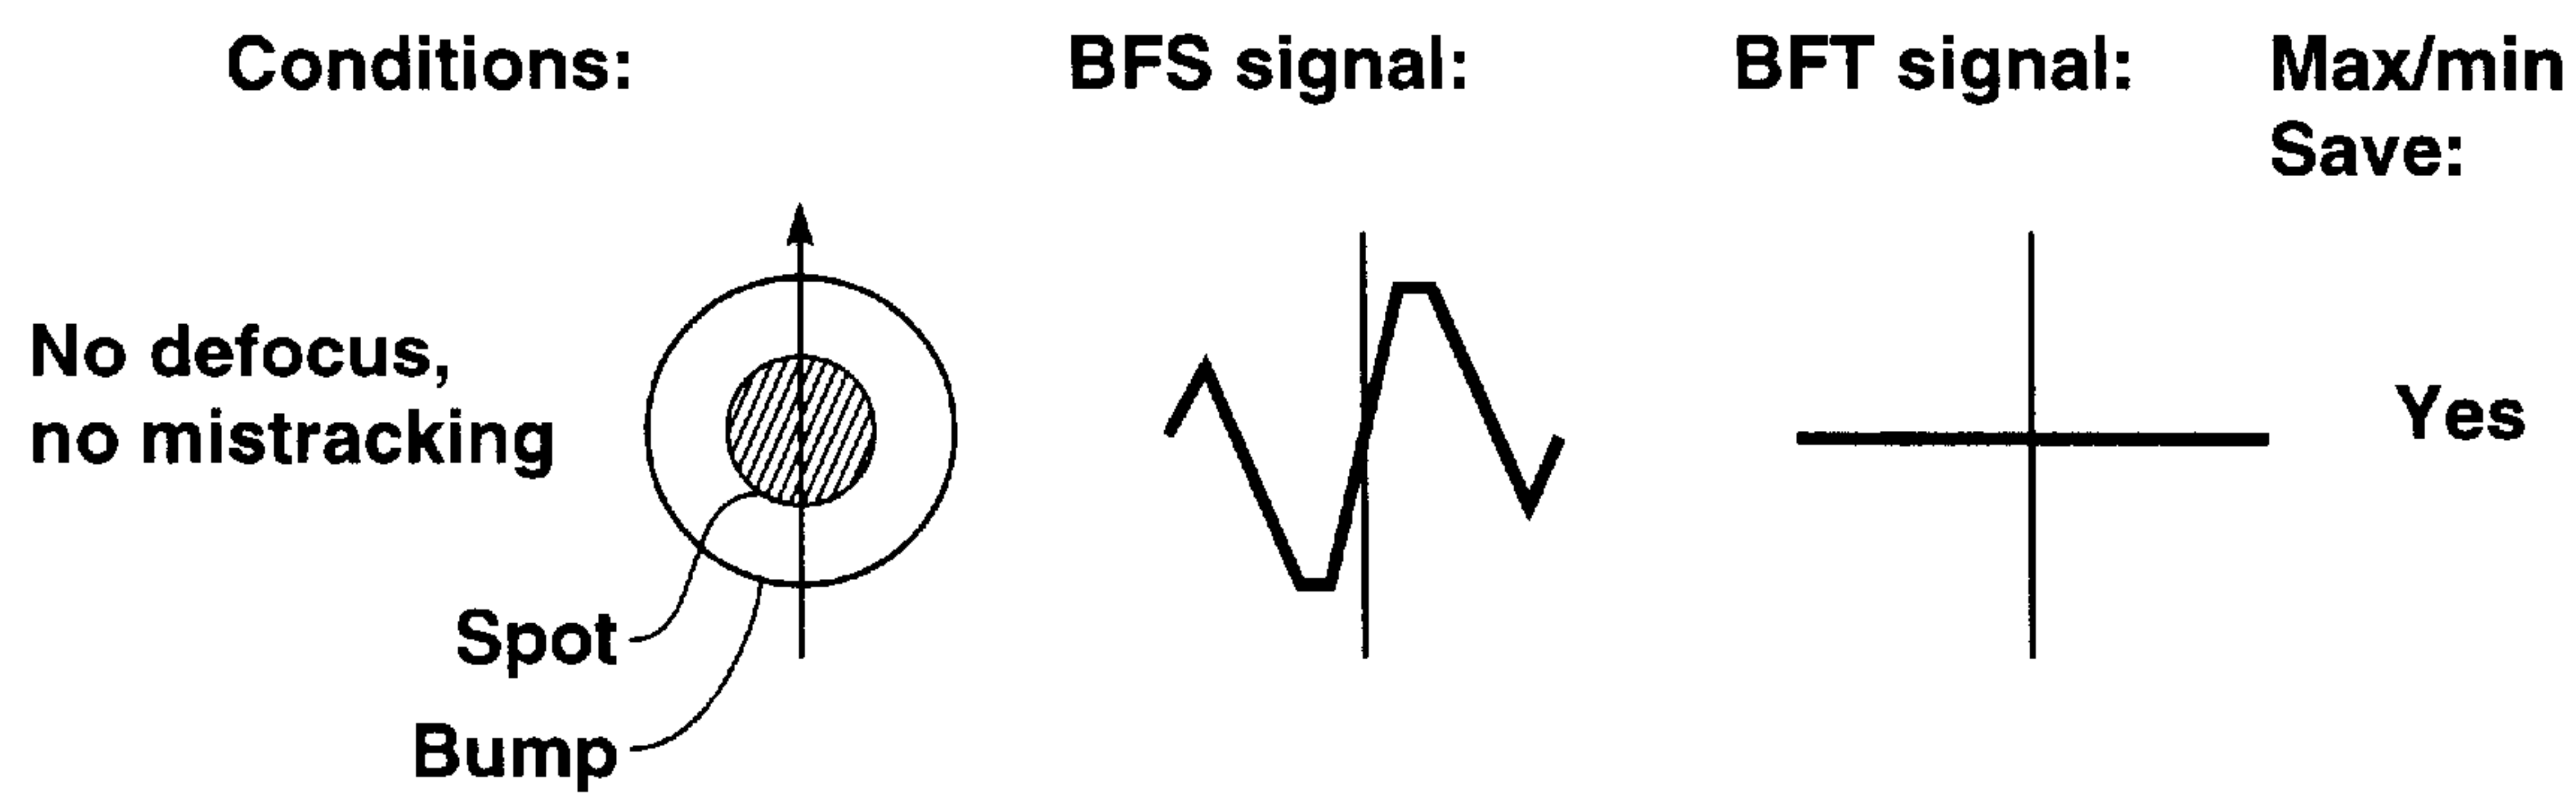 Conditions:
BFS signal:
BFT signal:
Max/min
Save:
No defocus,
no mistracking
Yes
Spot
Bump